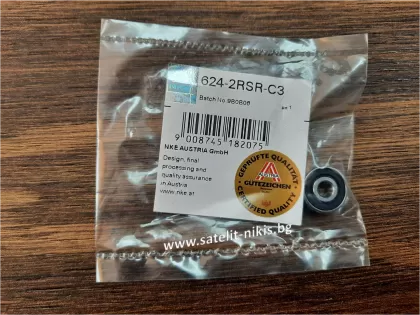 624-2RSR-C3
Batch No.9B0B06
9 008745 182075
NKE AUSTRIA GmbH
Design, final
processing and
quality assurance
in Austria
www.nke.at
GEPRÜFTE QUALITÄT
GÜTEZEICHEN
CERTIFIED QUALITY
www.satelit-nikis.bg